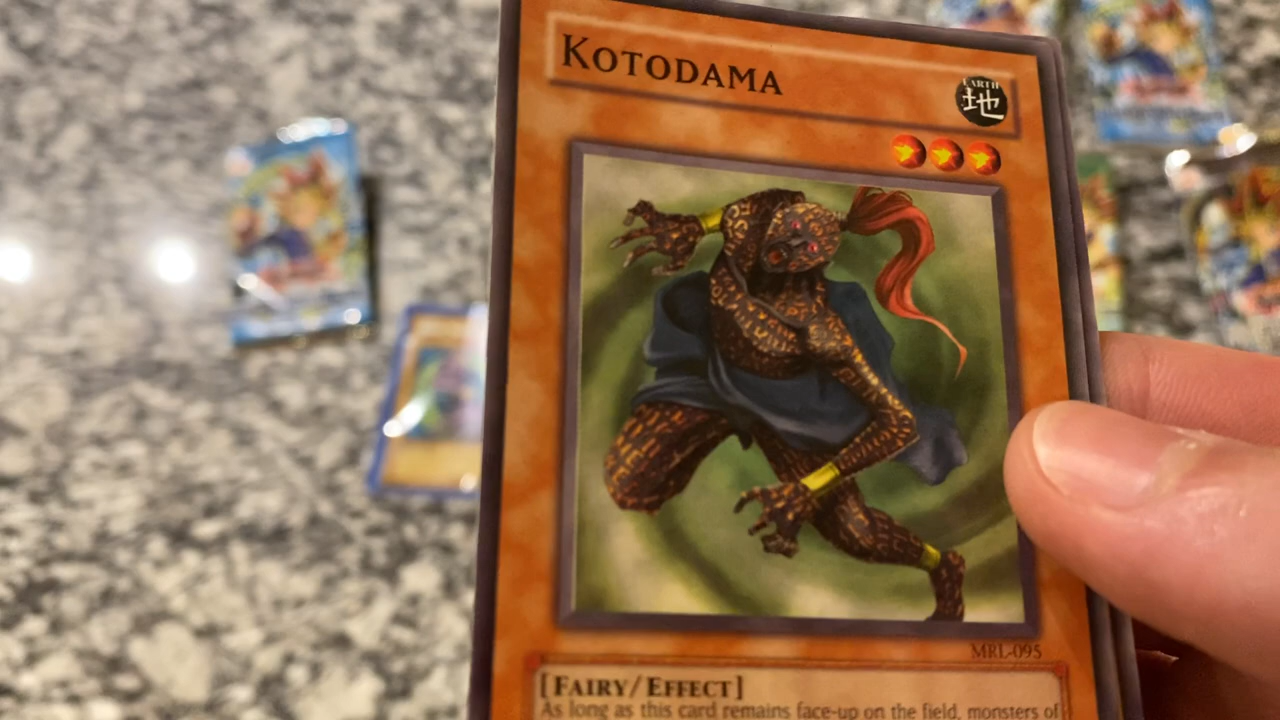 KOTODAMA
EARTH
地
MRL-095
[FAIRY/EFFECT]
As long as this card remains face-up on the field, monsters of